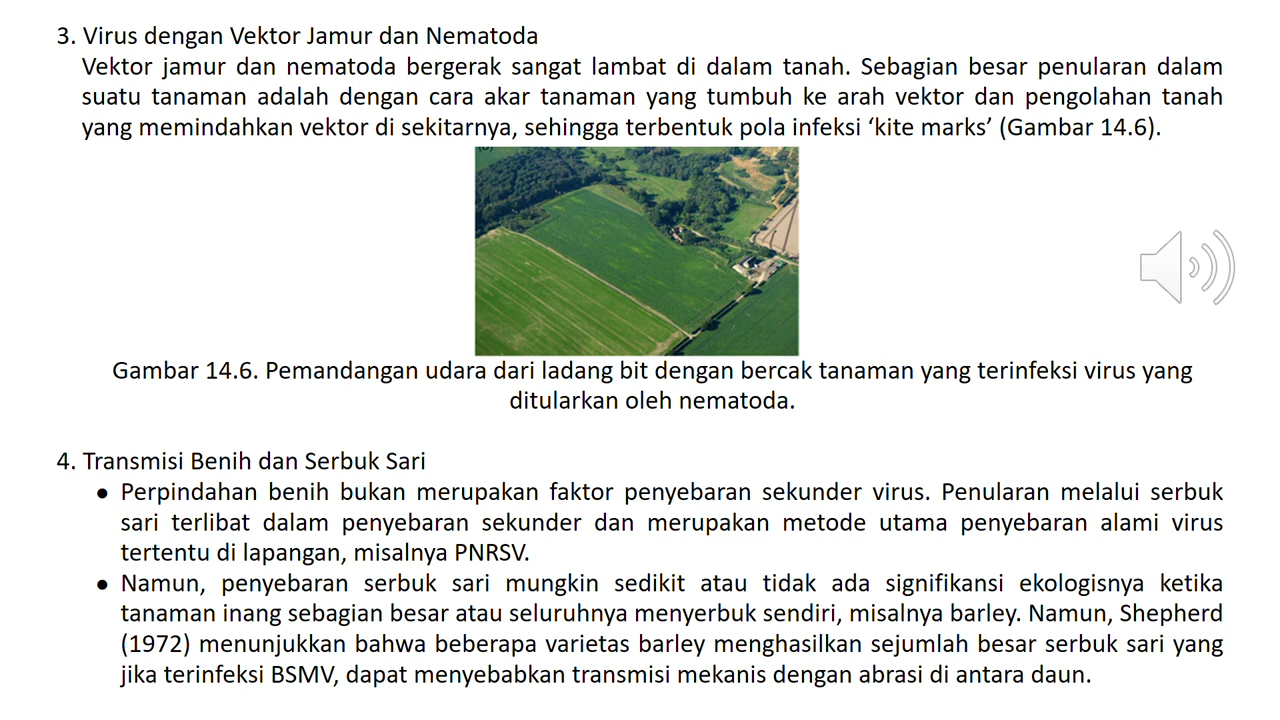 3. Virus dengan Vektor Jamur dan Nematoda
Vektor jamur dan nematoda bergerak sangat lambat di dalam tanah. Sebagian besar penularan dalam
suatu tanaman adalah dengan cara akar tanaman yang tumbuh ke arah vektor dan pengolahan tanah
yang memindahkan vektor di sekitarnya, sehingga terbentuk pola infeksi ‘kite marks’ (Gambar 14.6).
Gambar 14.6. Pemandangan udara dari ladang bit dengan bercak tanaman yang terinfeksi virus yang
ditularkan oleh nematoda.
4. Transmisi Benih dan Serbuk Sari
● Perpindahan benih bukan merupakan faktor penyebaran sekunder virus. Penularan melalui serbuk
sari terlibat dalam penyebaran sekunder dan merupakan metode utama penyebaran alami virus
tertentu di lapangan, misalnya PNRSV.
● Namun, penyebaran serbuk sari mungkin sedikit atau tidak ada signifikansi ekologisnya ketika
tanaman inang sebagian besar atau seluruhnya menyerbuk sendiri, misalnya barley. Namun, Shepherd
(1972) menunjukkan bahwa beberapa varietas barley menghasilkan sejumlah besar serbuk sari yang
jika terinfeksi BSMV, dapat menyebabkan transmisi mekanis dengan abrasi di antara daun.